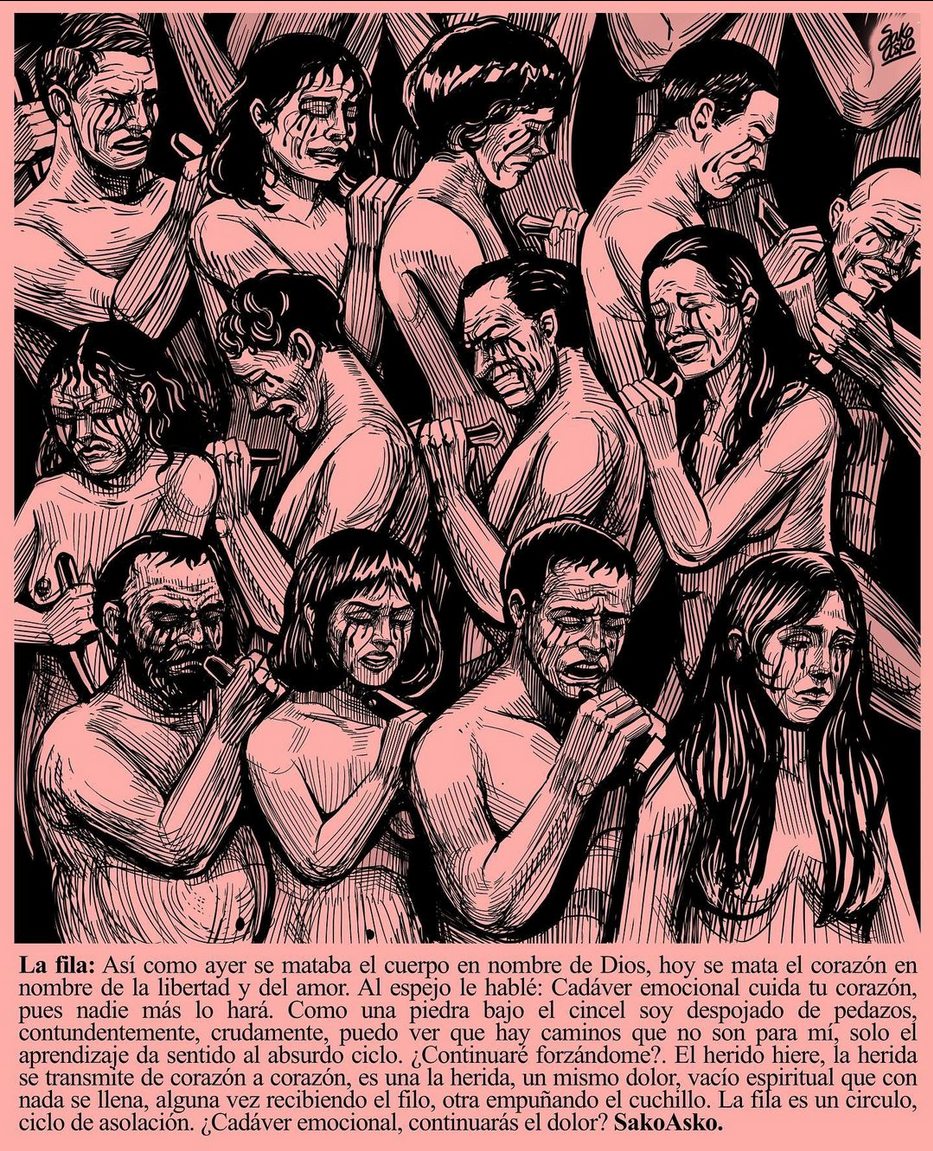 Sako
Asko
La fila: Así como ayer se mataba el cuerpo en nombre de Dios, hoy se mata el corazón en
nombre de la libertad y del amor. Al espejo le hablé: Cadáver emocional cuida tu corazón,
pues nadie más lo hará. Como una piedra bajo el cincel soy despojado de pedazos,
contundentemente, crudamente, puedo ver que hay caminos que no son para mí, solo el
aprendizaje da sentido al absurdo ciclo. ¿Continuaré forzándome?. El herido hiere, la herida
se transmite de corazón a corazón, es una la herida, un mismo dolor, vacío espiritual que con
nada se llena, alguna vez recibiendo el filo, otra empuñando el cuchillo. La fila es un circulo,
ciclo de asolación. ¿Cadáver emocional, continuarás el dolor? SakoAsko.